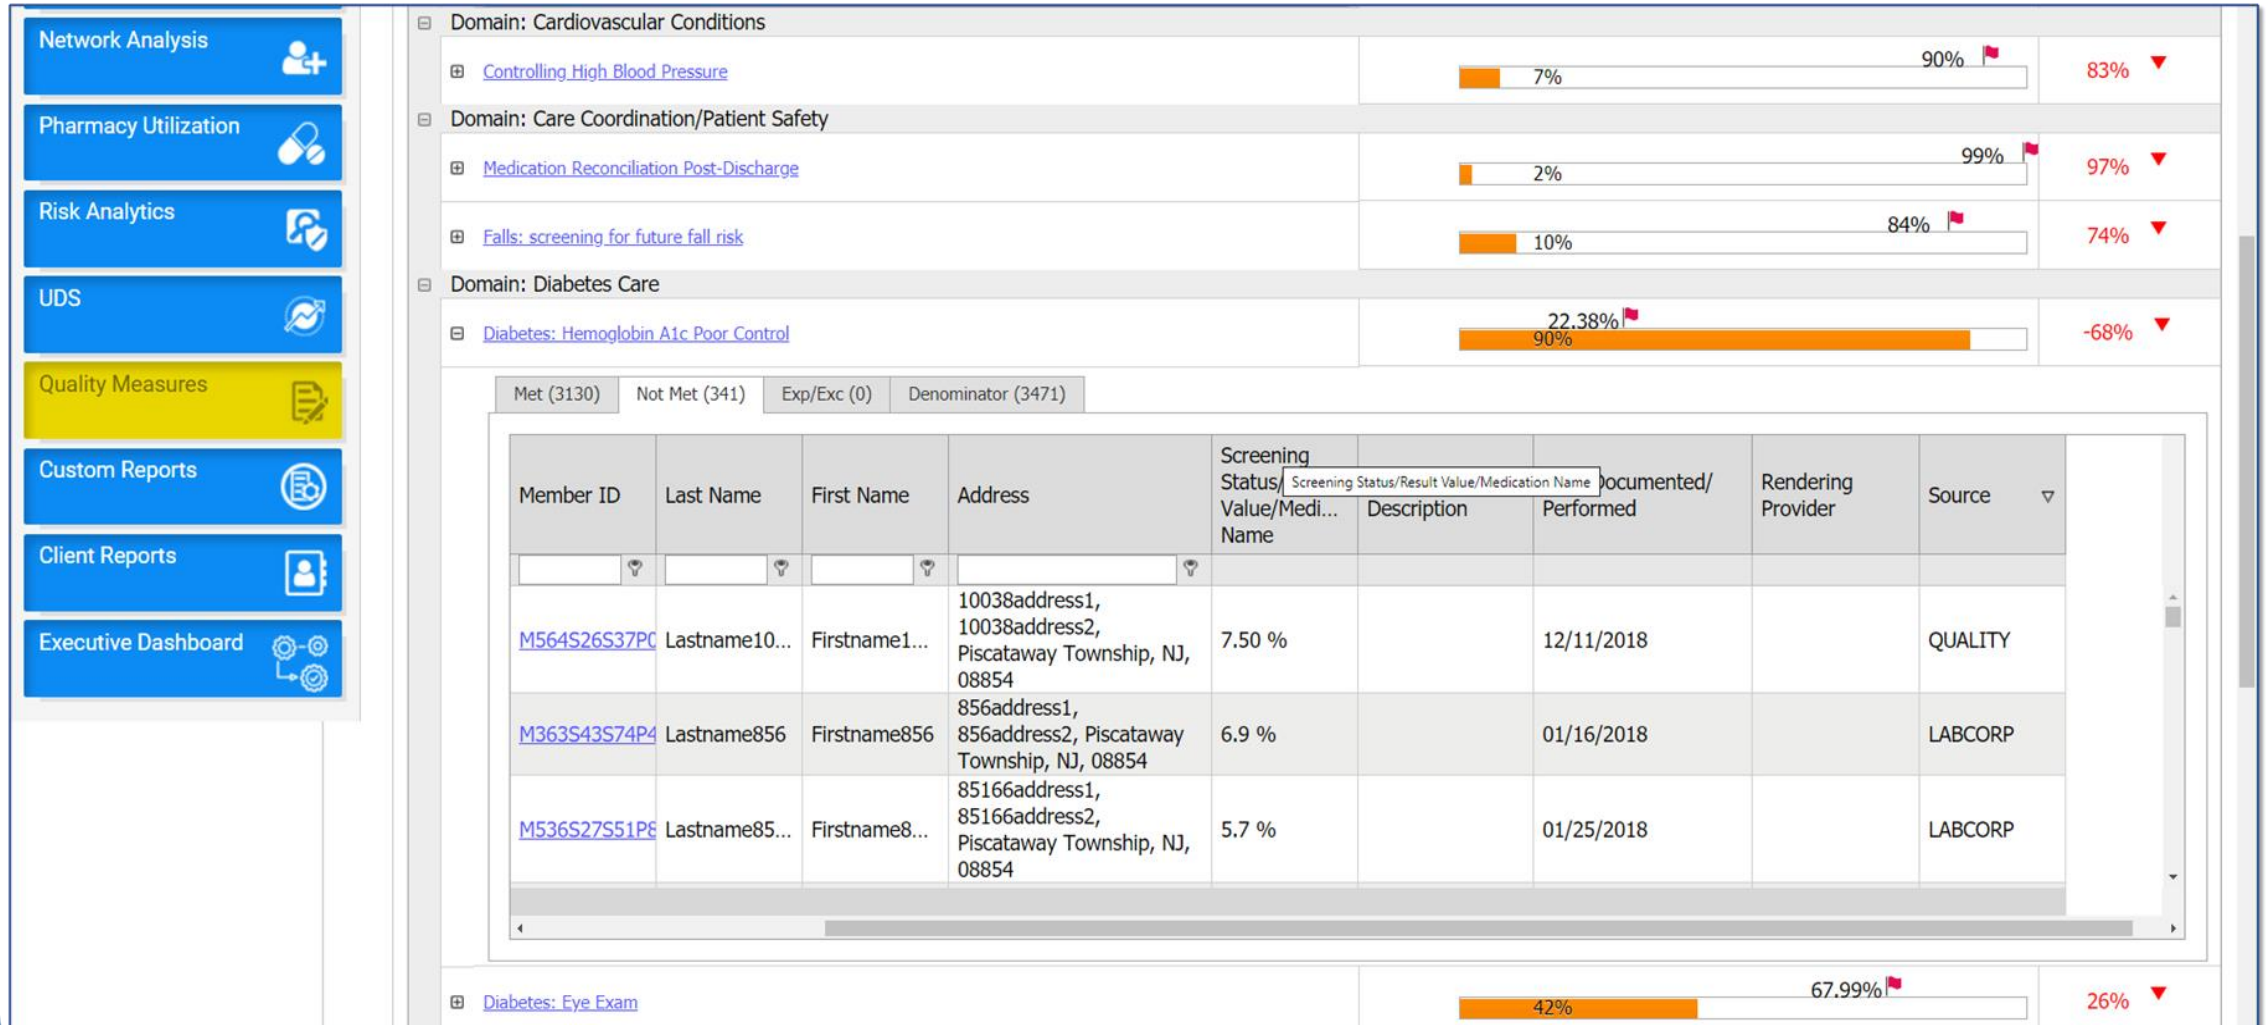 Network Analysis
Pharmacy Utilization
Risk Analytics
UDS
Quality Measures
Custom Reports
Client Reports
Executive Dashboard
Domain: Cardiovascular Conditions
Controlling High Blood Pressure
90%
7%
83%
Domain: Care Coordination/Patient Safety
Medication Reconciliation Post-Discharge
99%
2%
97%
Falls: screening for future fall risk
84%
10%
74%
Domain: Diabetes Care
Diabetes: Hemoglobin A1c Poor Control
22.38%
90%
-68%
Met (3130) Not Met (341) Exp/Exc (0) Denominator (3471)
Member ID
Last Name
First Name
Address
Screening
Status/
Value/Medi...
Name
Screening Status/Result Value/Medication Name
Description
ocumented/
Performed
Rendering
Provider
Source
M564S26S37P0 Lastname10... Firstname1...
10038address1,
10038address2,
Piscataway Township, NJ,
08854
7.50 % 12/11/2018 QUALITY
M363S43S74P4 Lastname856 Firstname856
856address1,
856address2, Piscataway
Township, NJ, 08854
6.9 % 01/16/2018 LABCORP
M536S27S51P8 Lastname85... Firstname8...
85166address1,
85166address2,
Piscataway Township, NJ,
08854
5.7 % 01/25/2018 LABCORP
Diabetes: Eye Exam
67.99%
42%
26%